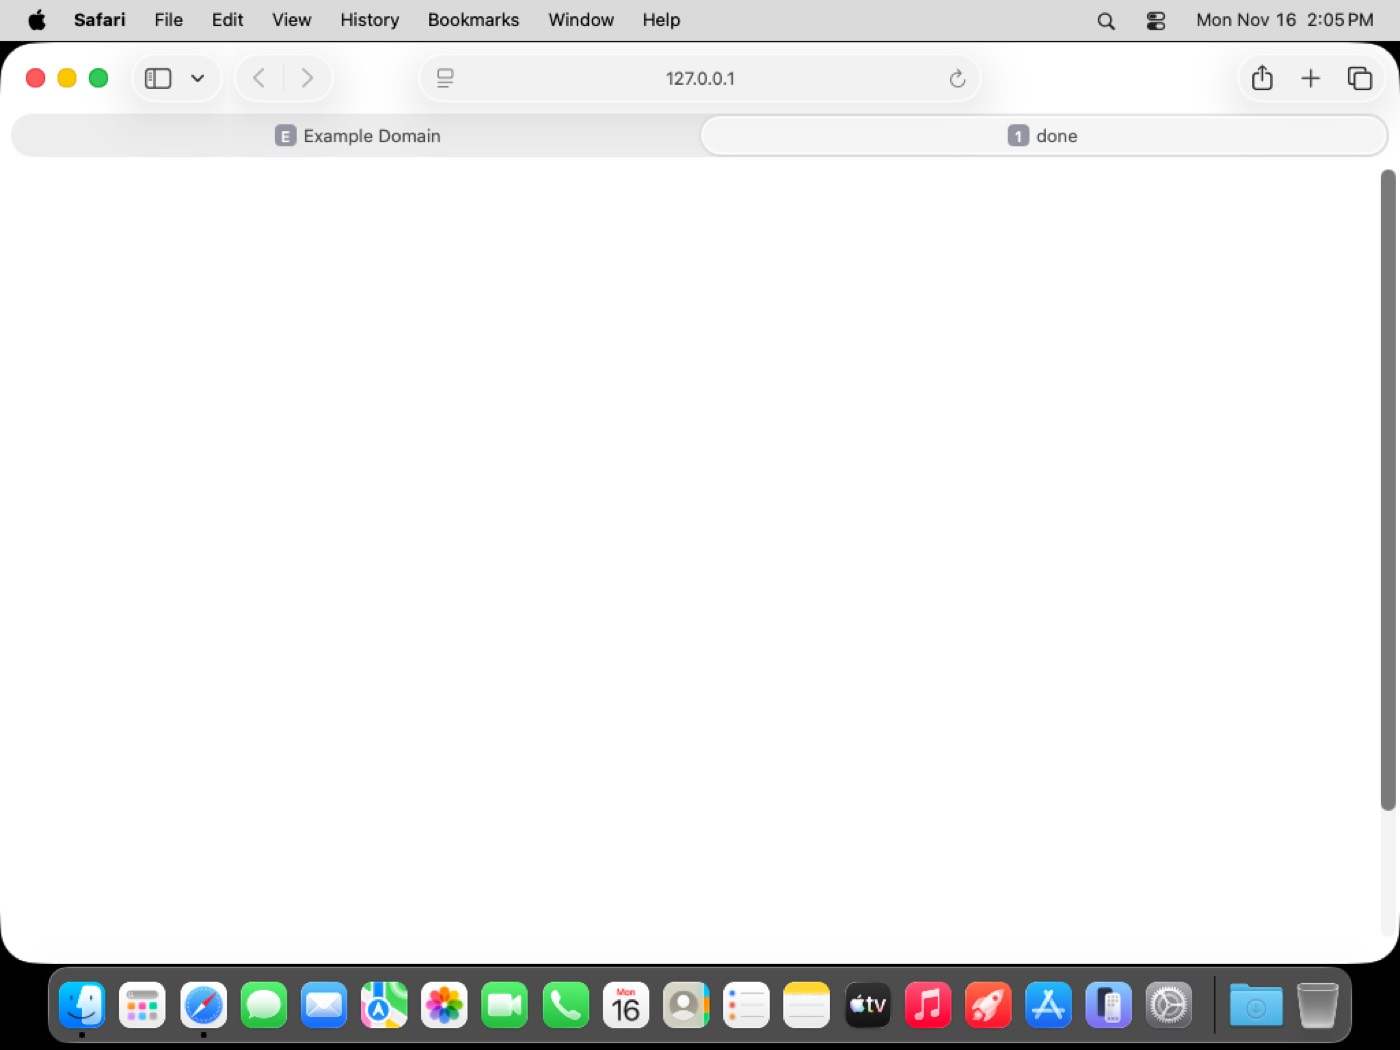 Safari File Edit View History Bookmarks Window Help Mon Nov 16 2:05 PM
127.0.0.1
E Example Domain 1 done
Mon
16
tv